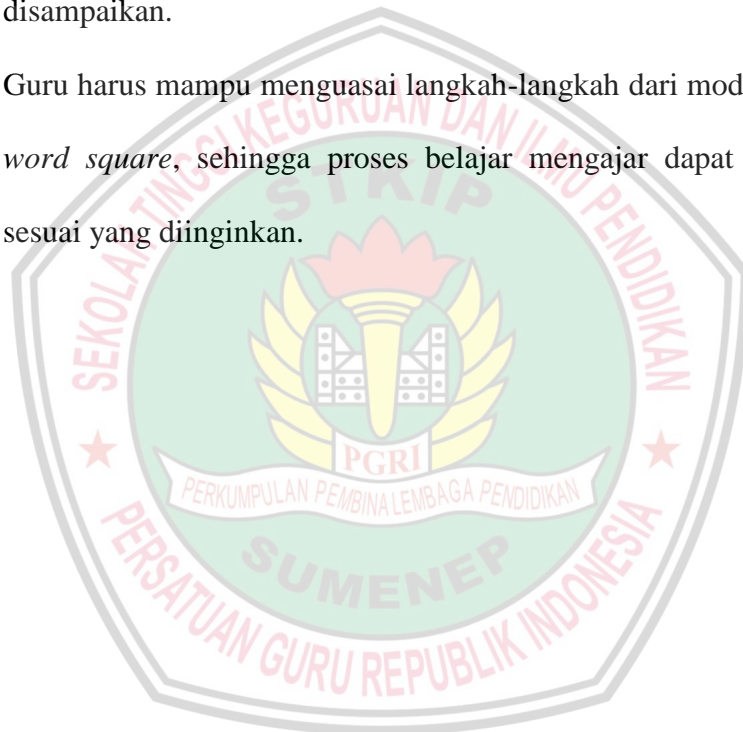 disampaikan.
Guru harus mampu menguasai langkah-langkah dari mod
word square, sehingga proses belajar mengajar dapat
sesuai yang diinginkan.
SEKOLAH TINGGI KEGURUAN DAN ILMU PENDIDIKAN
STKIP
PGRI
PERKUMPULAN PEMBINA LEMBAGA PENDIDIKAN
SUMENEP
PERSATUAN GURU REPUBLIK INDONESIA